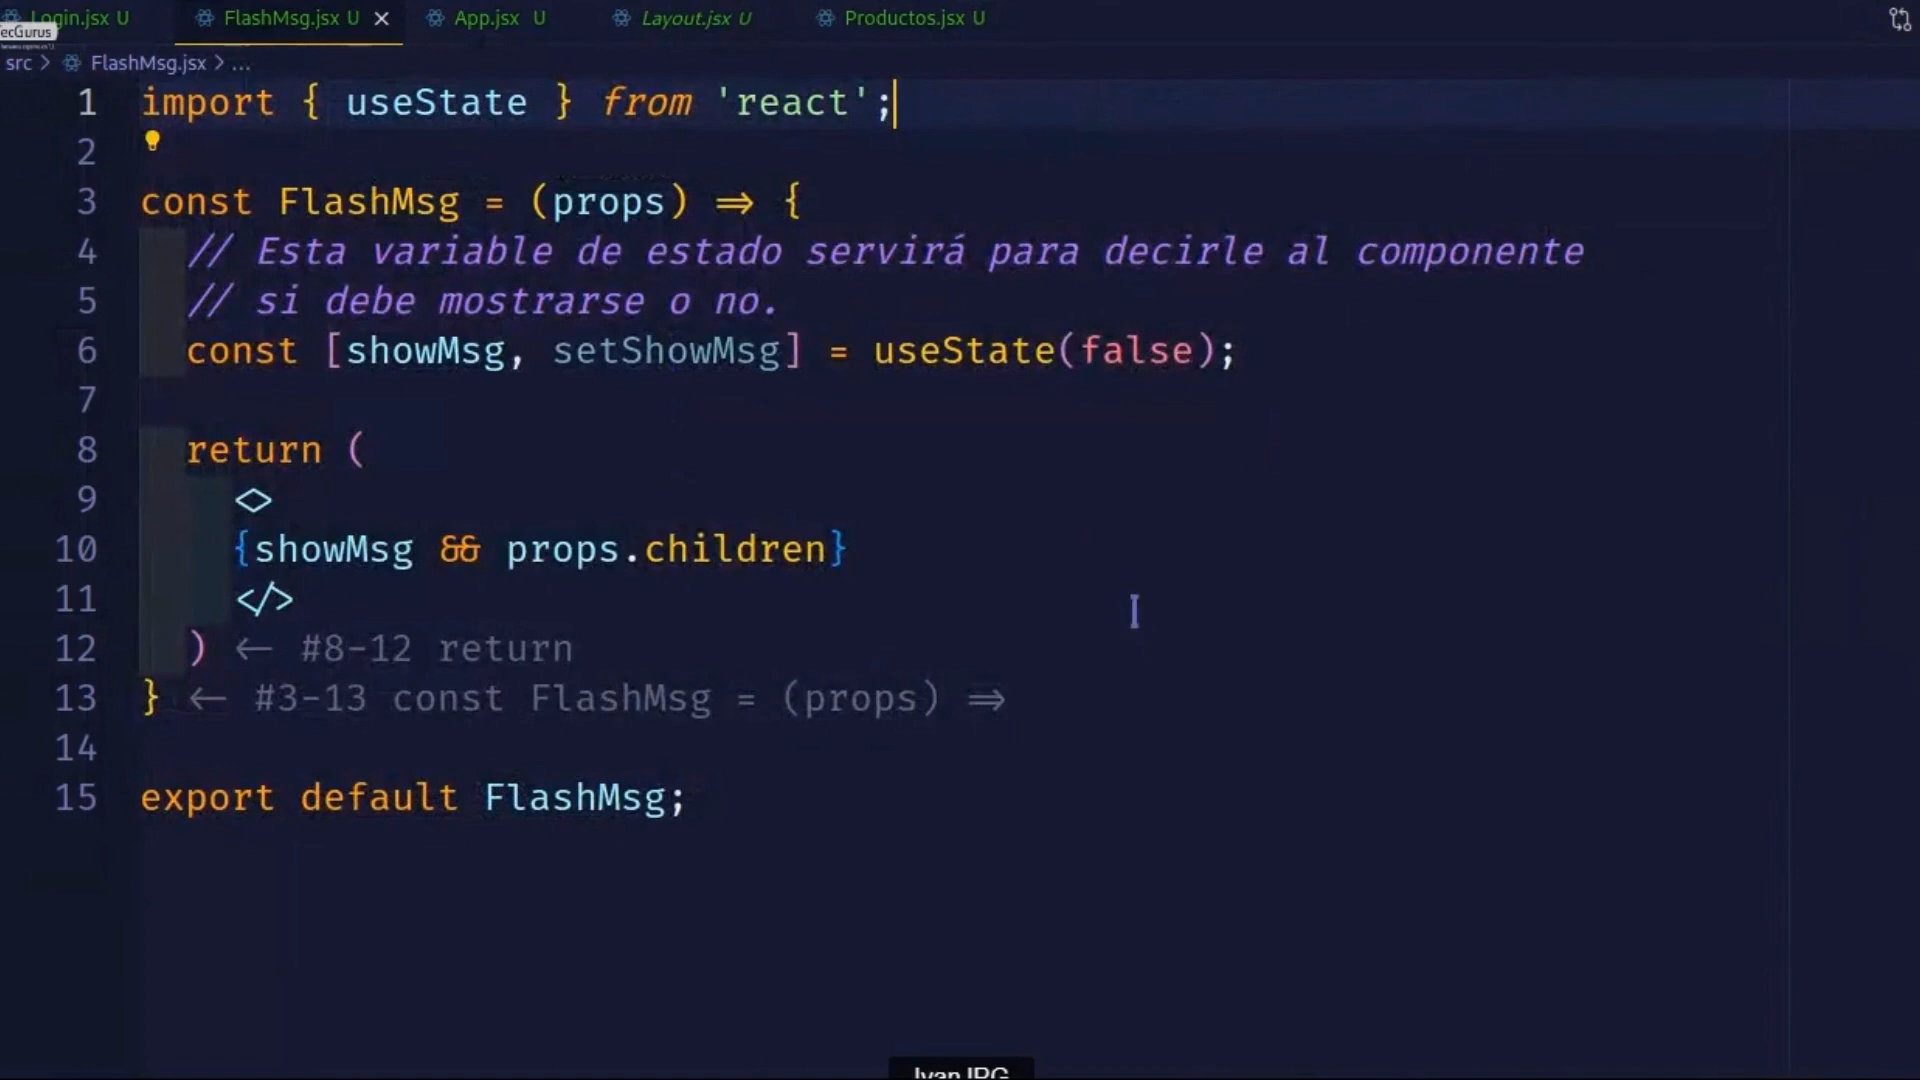 Login.jsx U FlashMsg.jsx U × App.jsx U Layout.jsx U Productos.jsx U
ecGurus
src > FlashMsg.jsx > ...
1 import { useState } from 'react';
2
3 const FlashMsg = (props) => {
4 // Esta variable de estado servirá para decirle al componente
5 // si debe mostrarse o no.
6 const [showMsg, setShowMsg] = useState(false);
7
8 return (
9 <>
10 {showMsg && props.children}
11 </>
12 ) <- #8-12 return
13 } <- #3-13 const FlashMsg = (props) =>
14
15 export default FlashMsg;
Ivan IRG